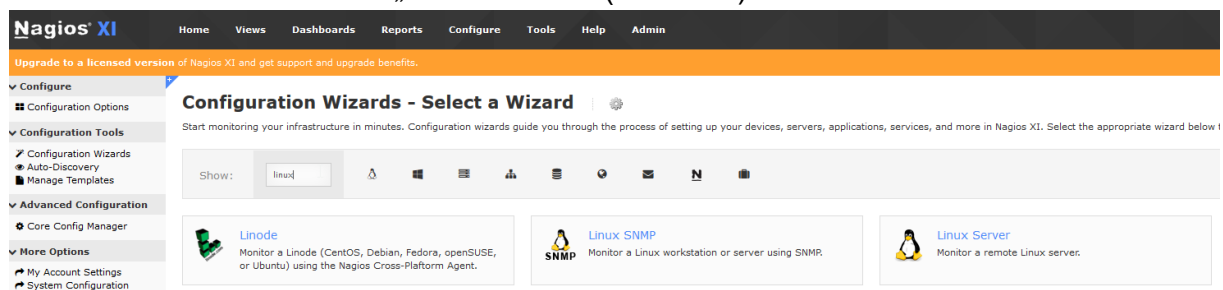 Nagios XI Home Views Dashboards Reports Configure Tools Help Admin
Upgrade to a licensed version of Nagios XI and get support and upgrade benefits.
Configure
Configuration Options
Configuration Tools
Configuration Wizards
Auto-Discovery
Manage Templates
Advanced Configuration
Core Config Manager
More Options
My Account Settings
System Configuration
Configuration Wizards - Select a Wizard
Start monitoring your infrastructure in minutes. Configuration wizards guide you through the process of setting up your devices, servers, applications, services, and more in Nagios XI. Select the appropriate wizard below
Show: linux N
Linode
Monitor a Linode (CentOS, Debian, Fedora, openSUSE,
or Ubuntu) using the Nagios Cross-Plaftorm Agent.
SNMP
Linux SNMP
Monitor a Linux workstation or server using SNMP.
Linux Server
Monitor a remote Linux server.